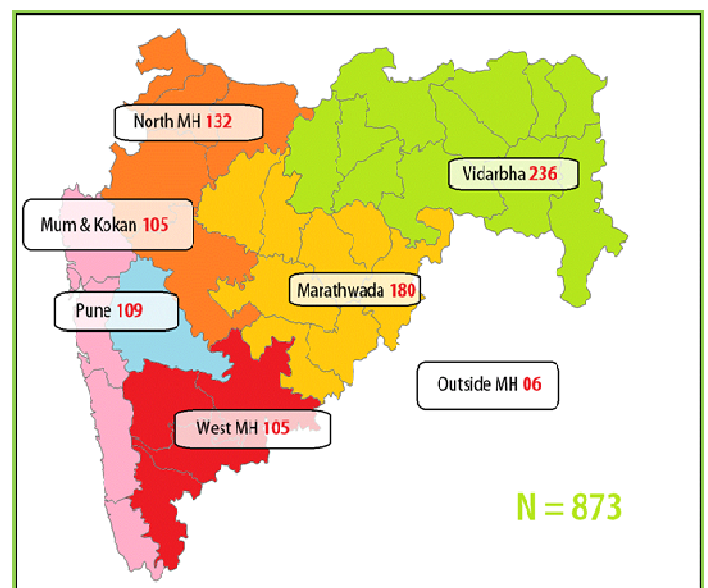 North MH 132
Vidarbha 236
Mum & Kokan 105
Marathwada 180
Pune 109
Outside MH 06
West MH 105
N = 873